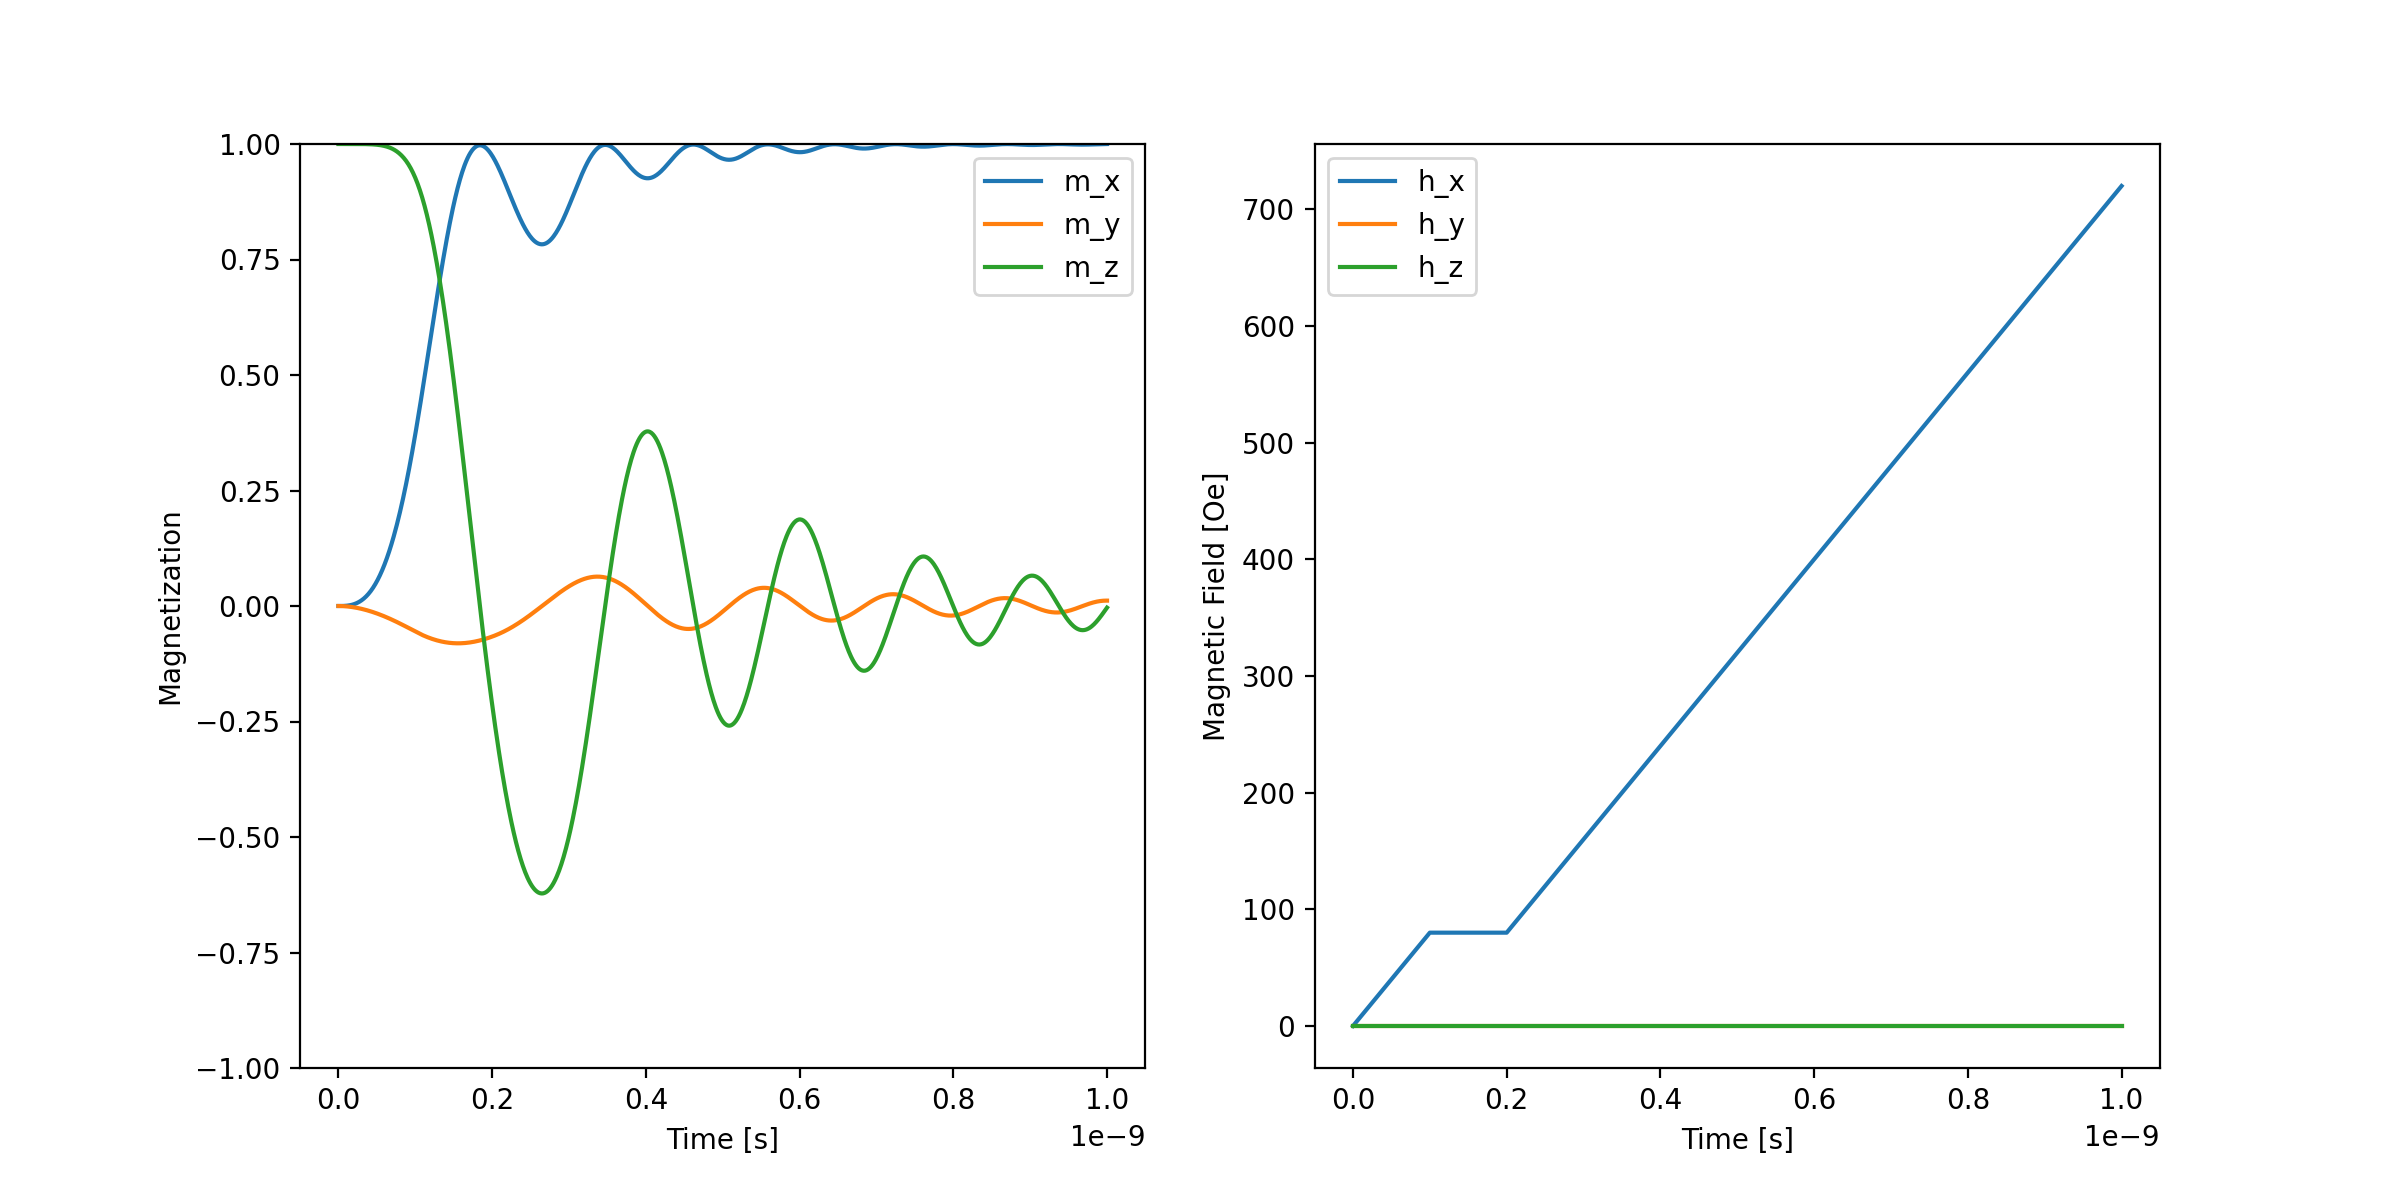 Magnetization
1.00
0.75
0.50
0.25
0.00
−0.25
−0.50
−0.75
−1.00
m_x
m_y
m_z
0.0 0.2 0.4 0.6 0.8 1.0
1e−9
Time [s]
Magnetic Field [Oe]
700
600
500
400
300
200
100
0
h_x
h_y
h_z
0.0 0.2 0.4 0.6 0.8 1.0
1e−9
Time [s]